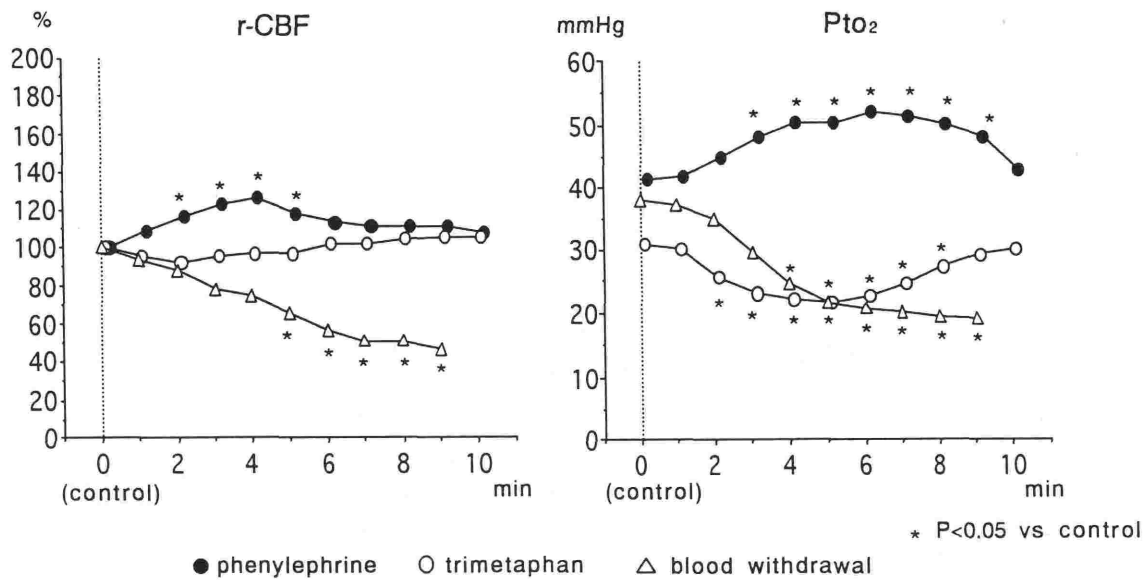 % r-CBF
200
180
160
140
120
100
80
60
40
20
0
* * * *
* * * * *
0 2 4 6 8 10
(control) min
mmHg Pto₂
60
50
40
30
20
10
0
* * * * * * *
* * * * *
* * * * * * * *
0 2 4 6 8 10
(control) min
* P<0.05 vs control
phenylephrine trimetaphan blood withdrawal